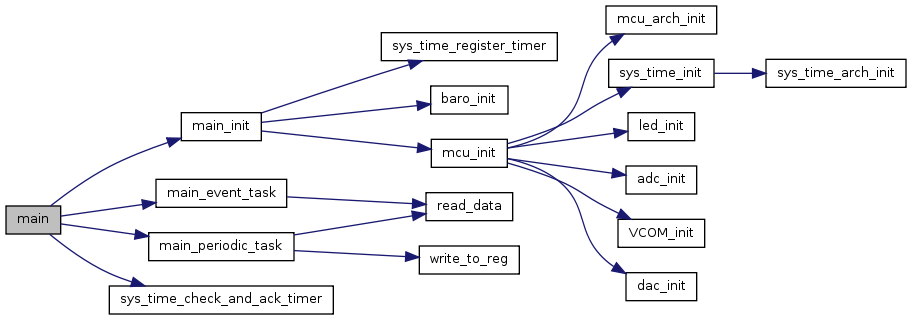 main
main_init
main_event_task
main_periodic_task
sys_time_check_and_ack_timer
sys_time_register_timer
baro_init
mcu_init
read_data
write_to_reg
mcu_arch_init
sys_time_init
led_init
adc_init
VCOM_init
dac_init
sys_time_arch_init